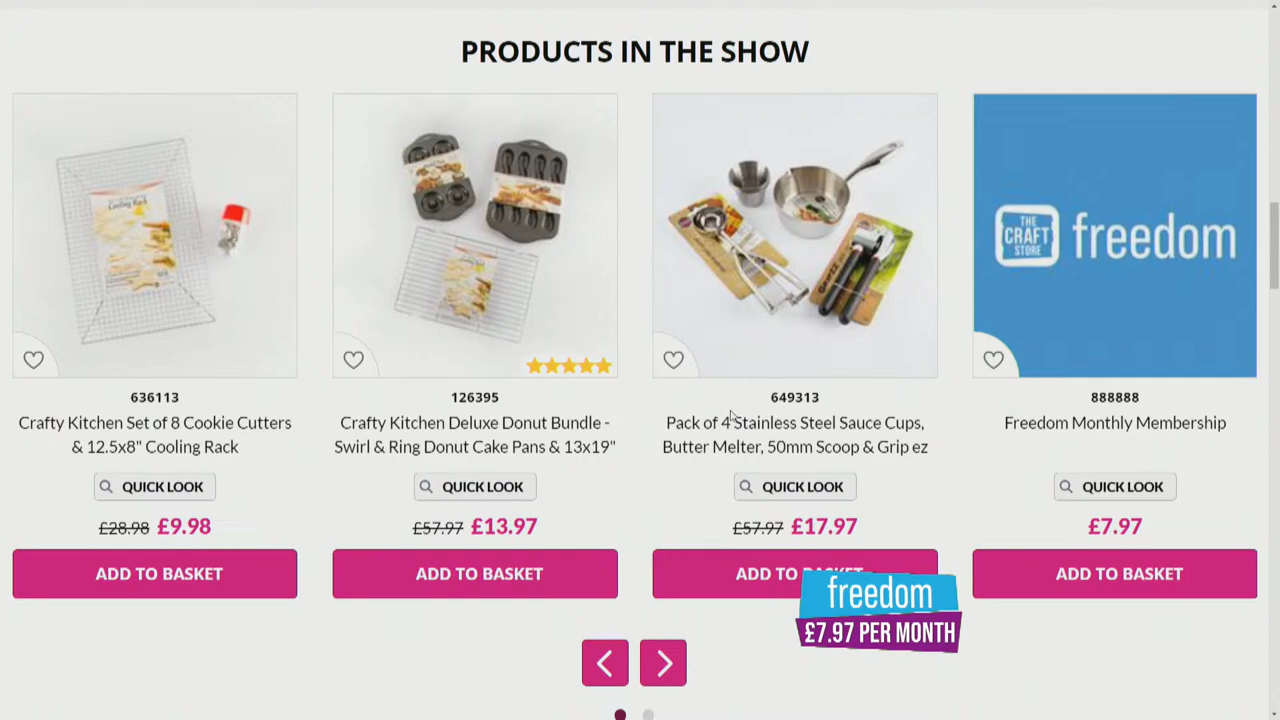 PRODUCTS IN THE SHOW
Cooling Rack
THE
CRAFT
STORE
freedom
636113
Crafty Kitchen Set of 8 Cookie Cutters
& 12.5x8" Cooling Rack
QUICK LOOK
£28.98 £9.98
ADD TO BASKET
126395
Crafty Kitchen Deluxe Donut Bundle -
Swirl & Ring Donut Cake Pans & 13x19"
QUICK LOOK
£57.97 £13.97
ADD TO BASKET
649313
Pack of 4 Stainless Steel Sauce Cups,
Butter Melter, 50mm Scoop & Grip ez
QUICK LOOK
£57.97 £17.97
ADD TO BASKET
888888
Freedom Monthly Membership
QUICK LOOK
£7.97
ADD TO BASKET
freedom
£7.97 PER MONTH